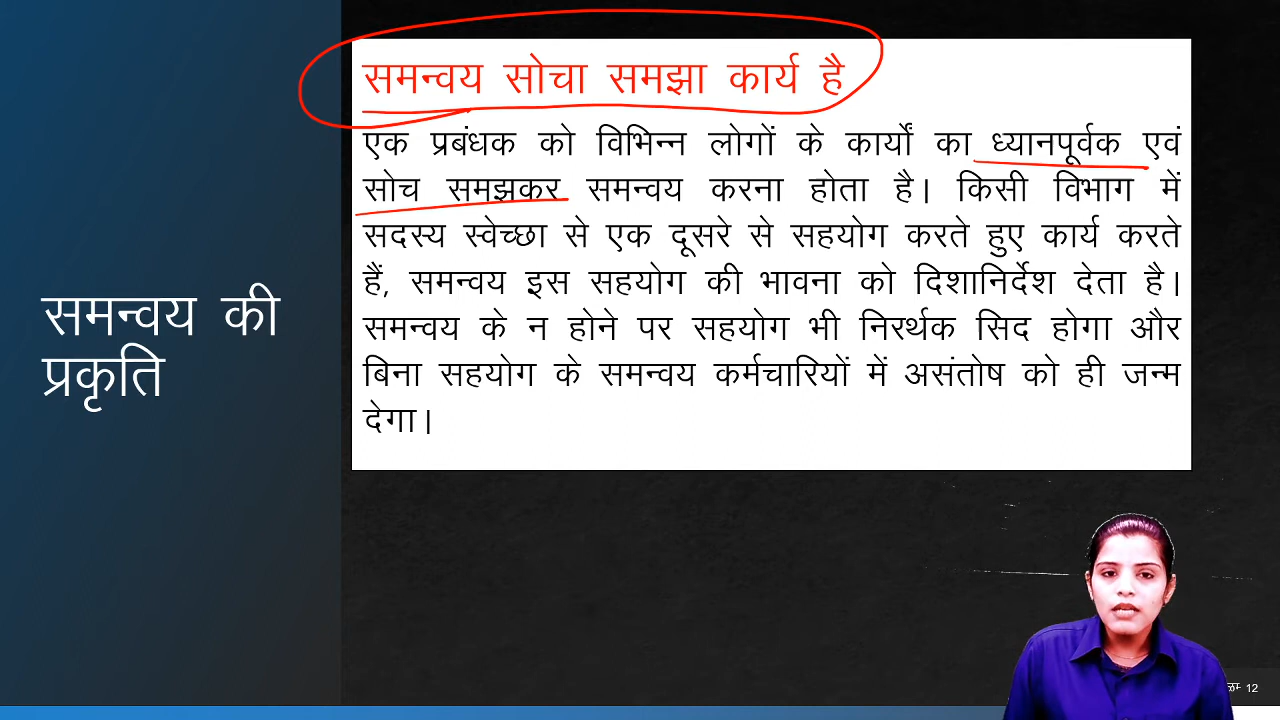 समन्वय की
प्रकृति
समन्वय सोचा समझा कार्य है
एक प्रबंधक को विभिन्न लोगों के कार्यों का ध्यानपूर्वक एवं
सोच समझकर समन्वय करना होता है। किसी विभाग में
सदस्य स्वेच्छा से एक दूसरे से सहयोग करते हुए कार्य करते
हैं, समन्वय इस सहयोग की भावना को दिशानिर्देश देता है।
समन्वय के न होने पर सहयोग भी निरर्थक सिद होगा और
बिना सहयोग के समन्वय कर्मचारियों में असंतोष को ही जन्म
देगा।
12